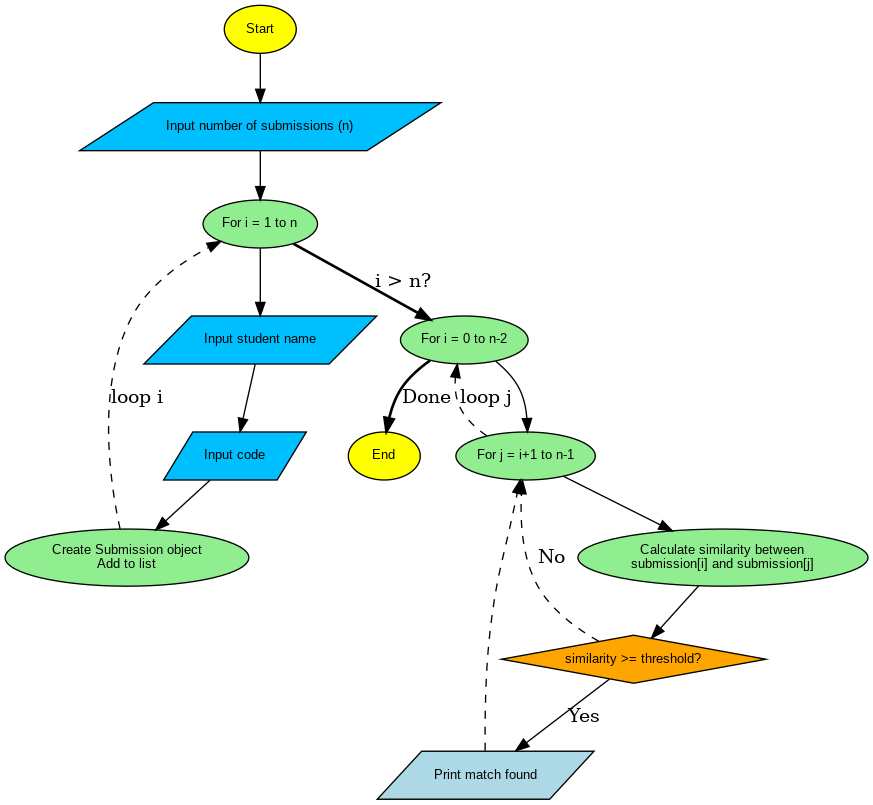 Start
Input number of submissions (n)
For i = 1 to n
i > n?
Input student name
For i = 0 to n-2
loop i
Done
loop j
Input code
End
For j = i+1 to n-1
Create Submission object
Add to list
No
Calculate similarity between
submission[i] and submission[j]
similarity >= threshold?
Yes
Print match found